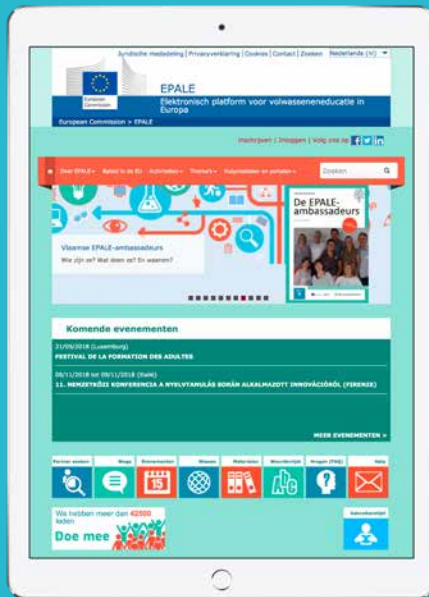 Juridische mededeling | Privacyverklaring | Cookies | Contact | Zoeken Nederlands (nl)
European
Commission
EPALE
Elektronisch platform voor volwasseneneducatie in
Europa
European Commission > EPALE
Inschrijven | Inloggen | Volg ons op
Over EPALE Beleid in de EU Activiteiten Thema's Hulpmiddelen en portalen Zoeken
De EPALE-
ambassadeurs
Vlaamse EPALE-ambassadeurs
Wie zijn ze? Wat doen ze? En waarom?
Komende evenementen
21/09/2018 (Luxemburg)
FESTIVAL DE LA FORMATION DES ADULTES
08/11/2018 tot 09/11/2018 (Italië)
11. NEMZETKÖZI KONFERENCIA A NYELVTANULÁS SORÁN ALKALMAZOTT INNOVÁCIÓRÓL (FIRENZE)
MEER EVENEMENTEN >
Partner zoeken Blogs Evenementen Nieuws Materialen Woordenlijst Vragen (FAQ) Help
15
ABC
We hebben meer dan 42500
leden
Doe mee